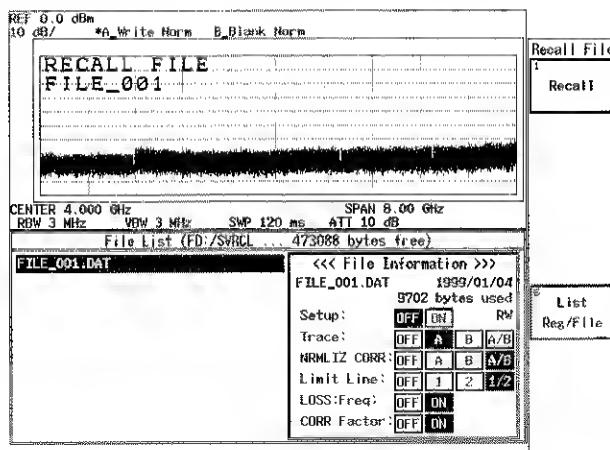 REF 0.0 dBm
10 dB/ *A_Write Norm B_Blank Norm
RECALL FILE
FILE_001
CENTER 4.000 GHz SPAN 8.00 GHz
RBW 3 MHz VBW 3 MHz SWP 120 ms ATT 10 dB
File List (FD:/SVRCL ... 473088 bytes free)
FILE_001.DAT
<<< File Information >>>
FILE_001.DAT 1999/01/04
9702 bytes used
Setup: OFF ON RW
Trace: OFF A B A/B
NRMLIZ CORR: OFF A B A/B
Limit Line: OFF 1 2 1/2
LOSS:Freq: OFF ON
CORR Factor: OFF ON
Recall File
1
Recall
List
Reg/File